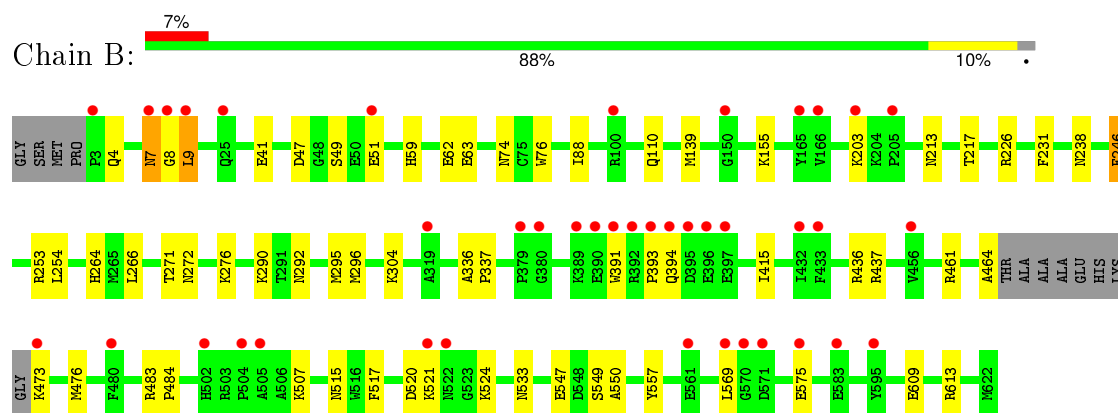 7%
Chain B:
88% 10% •
GLY SER MET PRO P3 Q4 N7 G8 I9 Q25 E41 D47 G48 S49 E50 E51 H59 E62 E63 N74 C75 W76 I88 R100 Q110 M139 G150 K155 Y165 V166 K203 K204 P205 N213 T217 R226 F231 N238
R253 L254 H264 M265 L266 T271 N272 K276 K290 T291 N292 M295 M296 K304 A319 A336 P337 P379 G380 K389 E390 W391 R392 P393 Q394 D395 E396 E397 I415 I432 F433 R436 R437 V456 R461 A464 THR ALA ALA ALA GLU HIS LYS
GLY K473 M476 F480 R483 P484 H502 R503 P504 A505 A506 K507 N515 W516 F517 D520 K521 N522 G523 K524 N533 E547 D548 S549 A550 Y557 E561 L569 G570 D571 E575 E583 Y595 E609 R613 M622